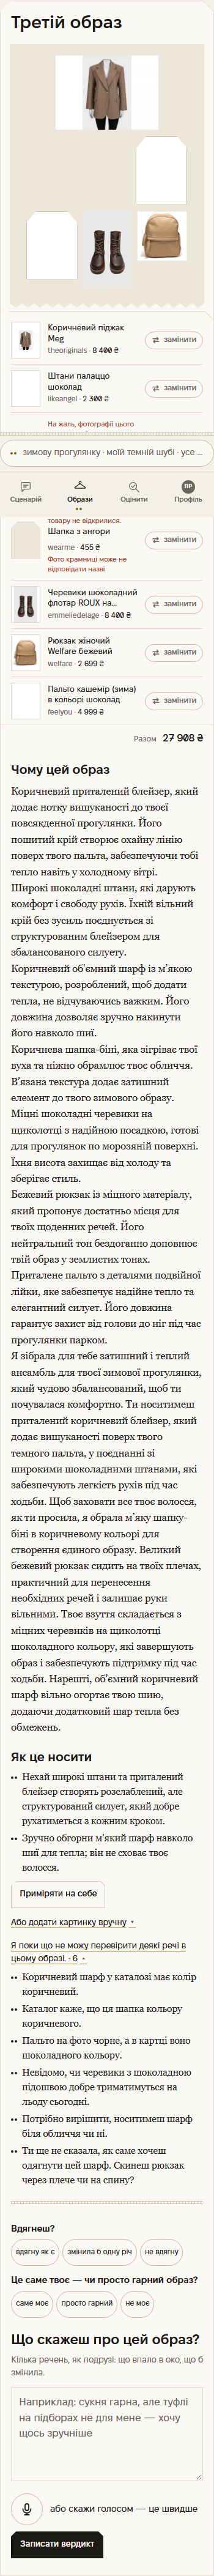 Третій образ
Коричневий піджак
Meg
theoriginals · 8 400 ₴
замінити
Штани палаццо
шоколад
likeangel · 2 300 ₴
замінити
На жаль, фотографії цього
зимову прогулянку · моїй темній шубі · усе ...
Сценарій
Образи
Оцінити
ПР
Профіль
товару не відкрилися.
Шапка з ангори
wearme · 455 ₴
замінити
Фото крамниці може не
відповідати назві
Черевики шоколадний
флотар ROUX на...
emmeliedelage · 8 400 ₴
замінити
Рюкзак жіночий
Welfare бежевий
welfare · 2 699 ₴
замінити
Пальто кашемір (зима)
в кольорі шоколад
feelyou · 4 999 ₴
замінити
Разом 27 908 ₴
Чому цей образ
Коричневий приталений блейзер, який
додає нотку вишуканості до твоєї
повсякденної прогулянки. Його
пошитий крій створює охайну лінію
поверх твого пальта, забезпечуючи тобі
тепло навіть у холодному вітрі.
Широкі шоколадні штани, які дарують
комфорт і свободу рухів. Їхній вільний
крій без зусиль поєднується зі
структурованим блейзером для
збалансованого силуету.
Коричневий об'ємний шарф із м'якою
текстурою, розроблений, щоб додати
тепла, не відчуваючись важким. Його
довжина дозволяє зручно накинути
його навколо шиї.
Коричнева шапка-біні, яка зігріває твої
вуха та ніжно обрамлює твоє обличчя.
В'язана текстура додає затишний
елемент до твого зимового образу.
Міцні шоколадні черевики на
щиколотці з надійною посадкою, готові
для прогулянок по морозяній поверхні.
Їхня висота захищає від холоду та
зберігає стиль.
Бежевий рюкзак із міцного матеріалу,
який пропонує достатньо місця для
твоїх щоденних речей. Його
нейтральний тон бездоганно доповнює
твій образ у землистих тонах.
Приталене пальто з деталями подвійної
лійки, яке забезпечує надійне тепло та
елегантний силует. Його довжина
гарантує захист від голови до ніг під час
прогулянки парком.
Я зібрала для тебе затишний і теплий
ансамбль для твоєї зимової прогулянки,
який чудово збалансований, щоб ти
почувалася комфортно. Ти носитимеш
приталений коричневий блейзер, який
додає вишуканості поверх твого
темного пальта, у поєднанні зі
широкими шоколадними штанами, які
забезпечують легкість рухів під час
ходьби. Щоб заховати все твоє волосся,
як ти просила, я обрала м'яку шапку-
біні в коричневому кольорі для
створення єдиного образу. Великий
бежевий рюкзак сидить на твоїх плечах,
практичний для перенесення
необхідних речей і залишає руки
вільними. Твоє взуття складається з
міцних черевиків на щиколотці
шоколадного кольору, які завершують
образ і забезпечують підтримку під час
ходьби. Нарешті, об'ємний коричневий
шарф вільно огортає твою шию,
додаючи додатковий шар тепла без
обмежень.
Як це носити
Нехай широкі штани та приталений
блейзер створять розслаблений, але
структурований силует, який добре
рухатиметься з кожним кроком.
Зручно обгорни м'який шарф навколо
шиї для тепла; він не сховає твоє
волосся.
Приміряти на себе
Або додати картинку вручну
Я поки що не можу перевірити деякі речі в
цьому образі. · 6
Коричневий шарф у каталозі має колір
коричневий.
Каталог каже, що ця шапка кольору
коричневого.
Пальто на фото чорне, а в картці воно
шоколадного кольору.
Невідомо, чи черевики з шоколадною
підошвою добре триматимуться на
льоду сьогодні.
Потрібно вирішити, носитимеш шарф
біля обличчя чи ні.
Ти ще не сказала, як саме хочеш
одягнути цей шарф. Скинеш рюкзак
через плече чи на спину?
Вдягнеш?
вдягну як є
змінила б одну річ
не вдягну
Це саме твоє — чи просто гарний образ?
саме моє
просто гарний
не моє
Що скажеш про цей образ?
Кілька речень, як подрузі: що впало в око, що б
змінила.
Наприклад: сукня гарна, але туфлі
на підборах не для мене — хочу
щось зручніше
або скажи голосом — це швидше
Записати вердикт